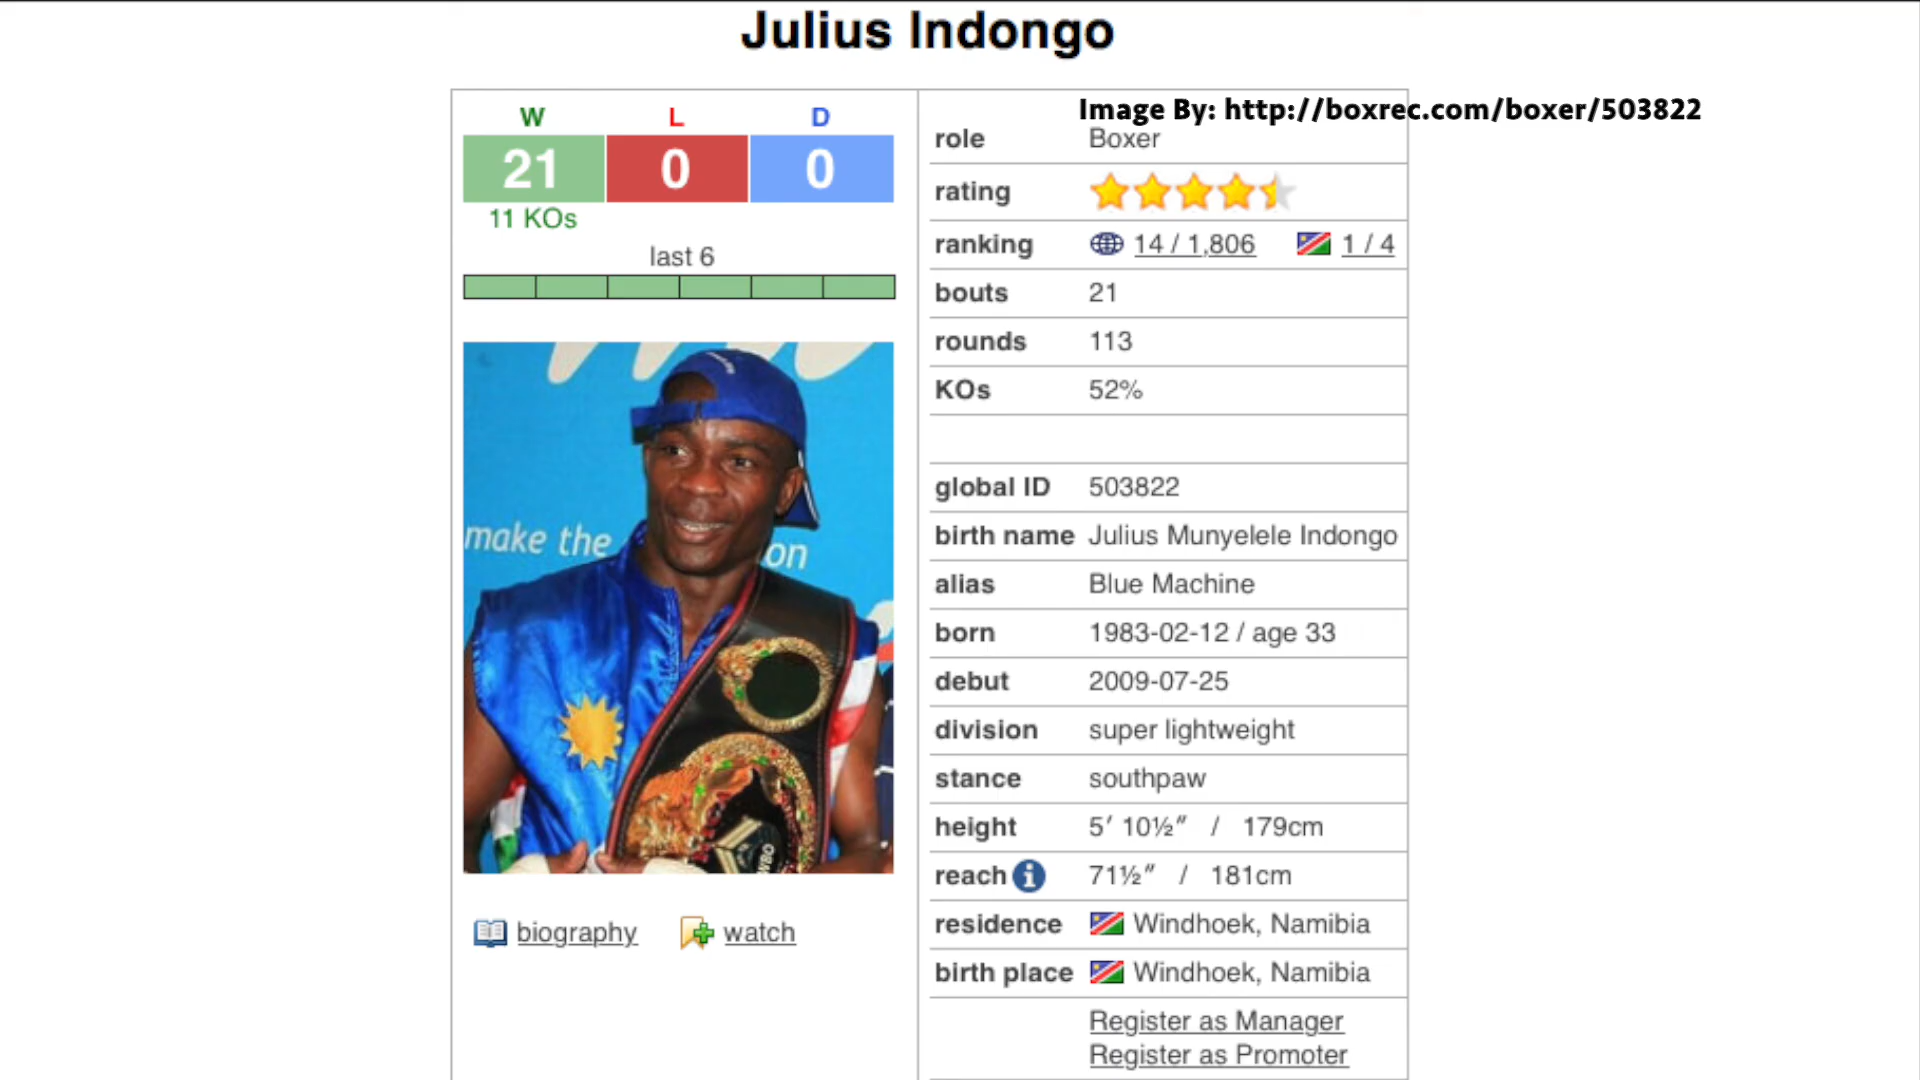 Julius Indongo
Image By: http://boxrec.com/boxer/503822
W L D
21 0 0
11 KOs
last 6
make the
on
WBO
biography watch
role Boxer
rating
ranking 14 / 1,806 1 / 4
bouts 21
rounds 113
KOs 52%
global ID 503822
birth name Julius Munyelele Indongo
alias Blue Machine
born 1983-02-12 / age 33
debut 2009-07-25
division super lightweight
stance southpaw
height 5′ 10½″ / 179cm
reach i 71½″ / 181cm
residence Windhoek, Namibia
birth place Windhoek, Namibia
Register as Manager
Register as Promoter